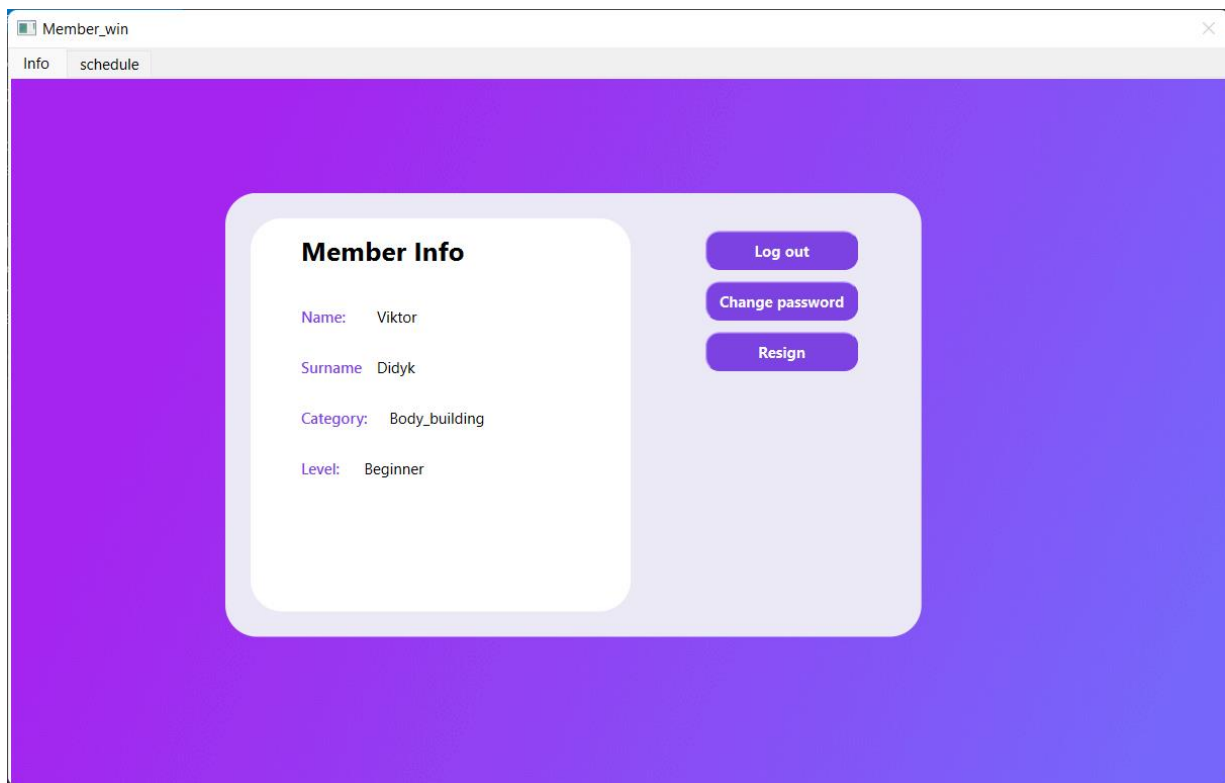 Member_win
Info schedule
Member Info
Name: Viktor
Surname Didyk
Category: Body_building
Level: Beginner
Log out
Change password
Resign